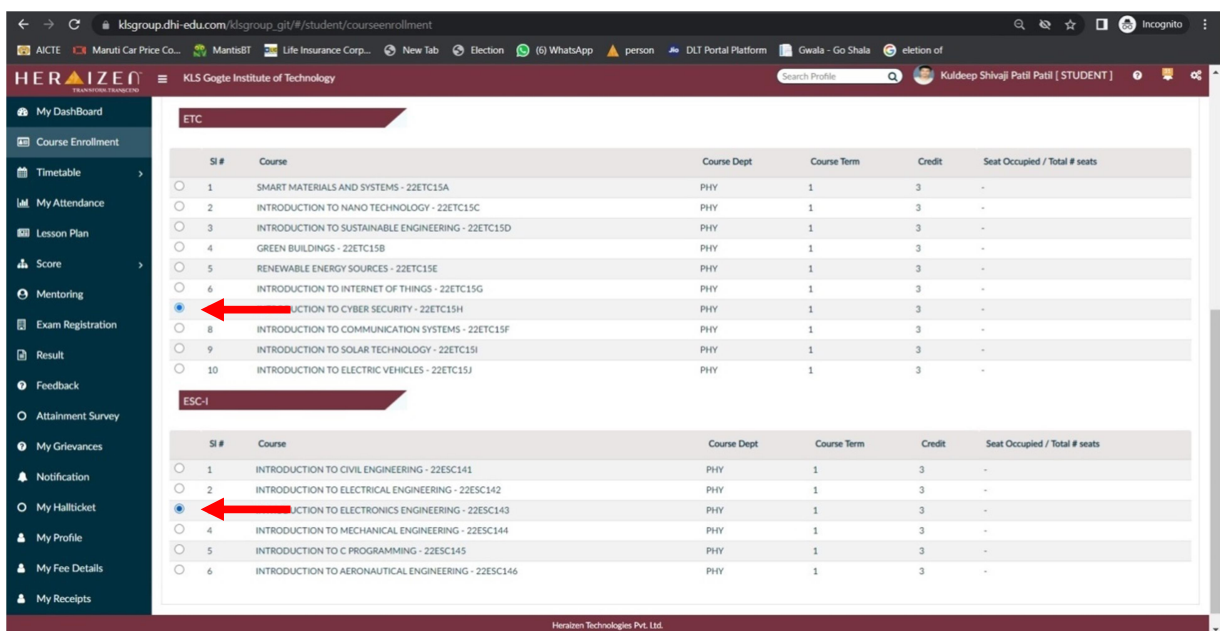 klsgroup.dhi-edu.com/klsgroup_git/#/student/courseenrollment Incognito
AICTE Maruti Car Price Co... MantisBT Life Insurance Corp... New Tab Election (6) WhatsApp person DLT Portal Platform Gwala - Go Shala eletion of
HERAIZEN KLS Gogte Institute of Technology Search Profile Kuldeep Shivaji Patil Patil [ STUDENT ]
TRANSFORM.TRANSCEND
My DashBoard
Course Enrollment
Timetable
My Attendance
Lesson Plan
Score
Mentoring
Exam Registration
Result
Feedback
Attainment Survey
My Grievances
Notification
My Hallticket
My Profile
My Fee Details
My Receipts
ETC
Sl # Course Course Dept Course Term Credit Seat Occupied / Total # seats
1 SMART MATERIALS AND SYSTEMS - 22ETC15A PHY 1 3 -
2 INTRODUCTION TO NANO TECHNOLOGY - 22ETC15C PHY 1 3 -
3 INTRODUCTION TO SUSTAINABLE ENGINEERING - 22ETC15D PHY 1 3 -
4 GREEN BUILDINGS - 22ETC15B PHY 1 3 -
5 RENEWABLE ENERGY SOURCES - 22ETC15E PHY 1 3 -
6 INTRODUCTION TO INTERNET OF THINGS - 22ETC15G PHY 1 3 -
UCTION TO CYBER SECURITY - 22ETC15H PHY 1 3 -
8 INTRODUCTION TO COMMUNICATION SYSTEMS - 22ETC15F PHY 1 3 -
9 INTRODUCTION TO SOLAR TECHNOLOGY - 22ETC15I PHY 1 3 -
10 INTRODUCTION TO ELECTRIC VEHICLES - 22ETC15J PHY 1 3 -
ESC-I
Sl # Course Course Dept Course Term Credit Seat Occupied / Total # seats
1 INTRODUCTION TO CIVIL ENGINEERING - 22ESC141 PHY 1 3 -
2 INTRODUCTION TO ELECTRICAL ENGINEERING - 22ESC142 PHY 1 3 -
UCTION TO ELECTRONICS ENGINEERING - 22ESC143 PHY 1 3 -
4 INTRODUCTION TO MECHANICAL ENGINEERING - 22ESC144 PHY 1 3 -
5 INTRODUCTION TO C PROGRAMMING - 22ESC145 PHY 1 3 -
6 INTRODUCTION TO AERONAUTICAL ENGINEERING - 22ESC146 PHY 1 3 -
Heraizen Technologies Pvt. Ltd.